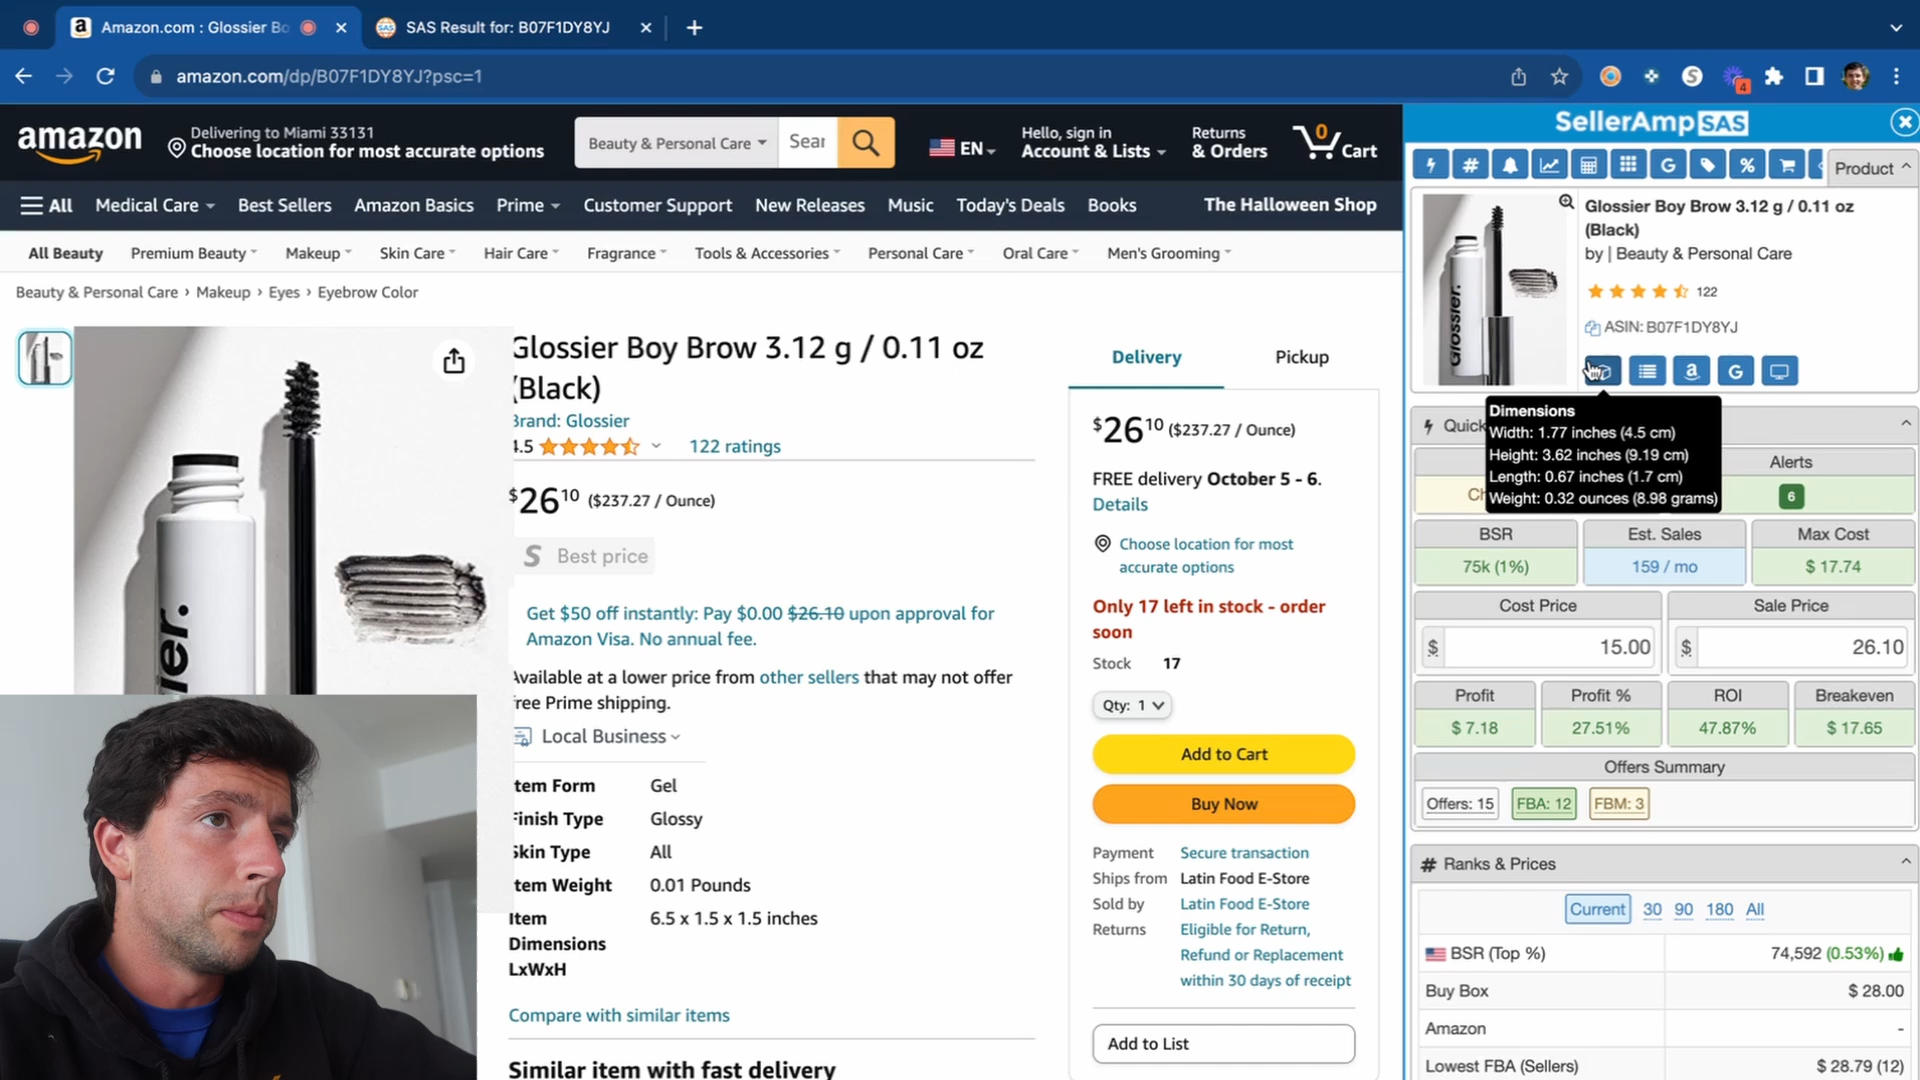 Amazon.com : Glossier Bo
SAS Result for: B07F1DY8YJ
amazon.com/dp/B07F1DY8YJ?psc=1
4
amazon
Delivering to Miami 33131
Choose location for most accurate options
Beauty & Personal Care
Sear
EN
Hello, sign in
Account & Lists
Returns
& Orders
0
Cart
All
Medical Care
Best Sellers
Amazon Basics
Prime
Customer Support
New Releases
Music
Today's Deals
Books
The Halloween Shop
All Beauty
Premium Beauty
Makeup
Skin Care
Hair Care
Fragrance
Tools & Accessories
Personal Care
Oral Care
Men's Grooming
Beauty & Personal Care › Makeup › Eyes › Eyebrow Color
ier.
Glossier Boy Brow 3.12 g / 0.11 oz
(Black)
Brand: Glossier
4.5
122 ratings
$26 10 ($237.27 / Ounce)
S Best price
Get $50 off instantly: Pay $0.00 $26.10 upon approval for
Amazon Visa. No annual fee.
Available at a lower price from other sellers that may not offer
free Prime shipping.
Local Business
Item Form Gel
Finish Type Glossy
Skin Type All
Item Weight 0.01 Pounds
Item
Dimensions
LxWxH
6.5 x 1.5 x 1.5 inches
Compare with similar items
Similar item with fast delivery
Delivery
Pickup
$26 10 ($237.27 / Ounce)
FREE delivery October 5 - 6.
Details
Choose location for most
accurate options
Only 17 left in stock - order
soon
Stock 17
Qty: 1
Add to Cart
Buy Now
Payment Secure transaction
Ships from Latin Food E-Store
Sold by Latin Food E-Store
Returns Eligible for Return,
Refund or Replacement
within 30 days of receipt
Add to List
SellerAmp SAS
Product
Glossier.
Glossier Boy Brow 3.12 g / 0.11 oz
(Black)
by | Beauty & Personal Care
122
ASIN: B07F1DY8YJ
Dimensions
Width: 1.77 inches (4.5 cm)
Height: 3.62 inches (9.19 cm)
Length: 0.67 inches (1.7 cm)
Weight: 0.32 ounces (8.98 grams)
Quick
Alerts
Ch
6
BSR
Est. Sales
Max Cost
75k (1%)
159 / mo
$ 17.74
Cost Price
Sale Price
$ 15.00
$ 26.10
Profit
Profit %
ROI
Breakeven
$ 7.18
27.51%
47.87%
$ 17.65
Offers Summary
Offers: 15
FBA: 12
FBM: 3
# Ranks & Prices
Current 30 90 180 All
BSR (Top %) 74,592 (0.53%)
Buy Box $ 28.00
Amazon -
Lowest FBA (Sellers) $ 28.79 (12)